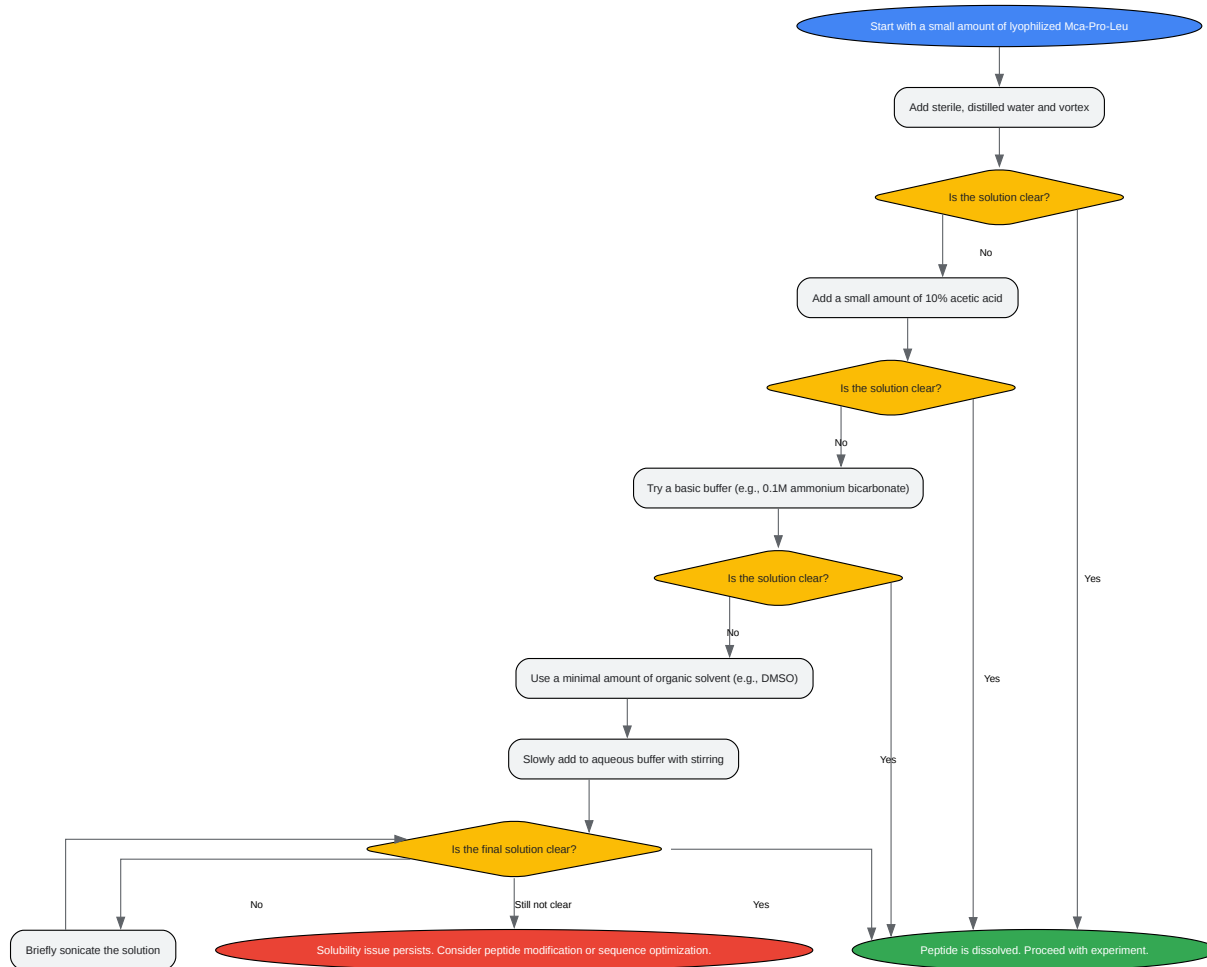 Start with a small amount of lyophilized Mca-Pro-Leu
Add sterile, distilled water and vortex
Is the solution clear?
No
Add a small amount of 10% acetic acid
Is the solution clear?
No
Try a basic buffer (e.g., 0.1M ammonium bicarbonate)
Is the solution clear?
Yes
No
Use a minimal amount of organic solvent (e.g., DMSO)
Yes
Slowly add to aqueous buffer with stirring
Yes
Is the final solution clear?
No
Still not clear
Yes
Briefly sonicate the solution
Solubility issue persists. Consider peptide modification or sequence optimization.
Peptide is dissolved. Proceed with experiment.